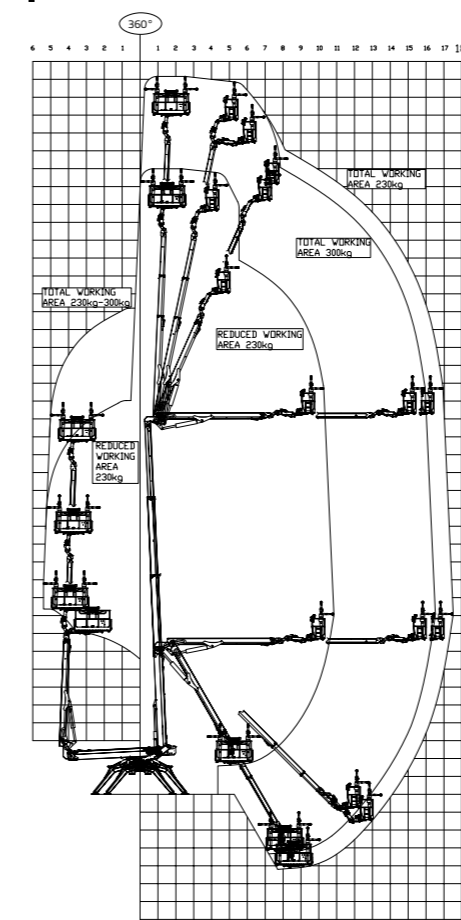 360°
6 5 4 3 2 1 1 2 3 4 5 6 7 8 9 10 11 12 13 14 15 16 17
TOTAL WORKING
AREA 230kg
TOTAL WORKING
AREA 300kg
TOTAL WORKING
AREA 230kg-300kg
REDUCED WORKING
AREA 230kg
REDUCED
WORKING
AREA
230kg